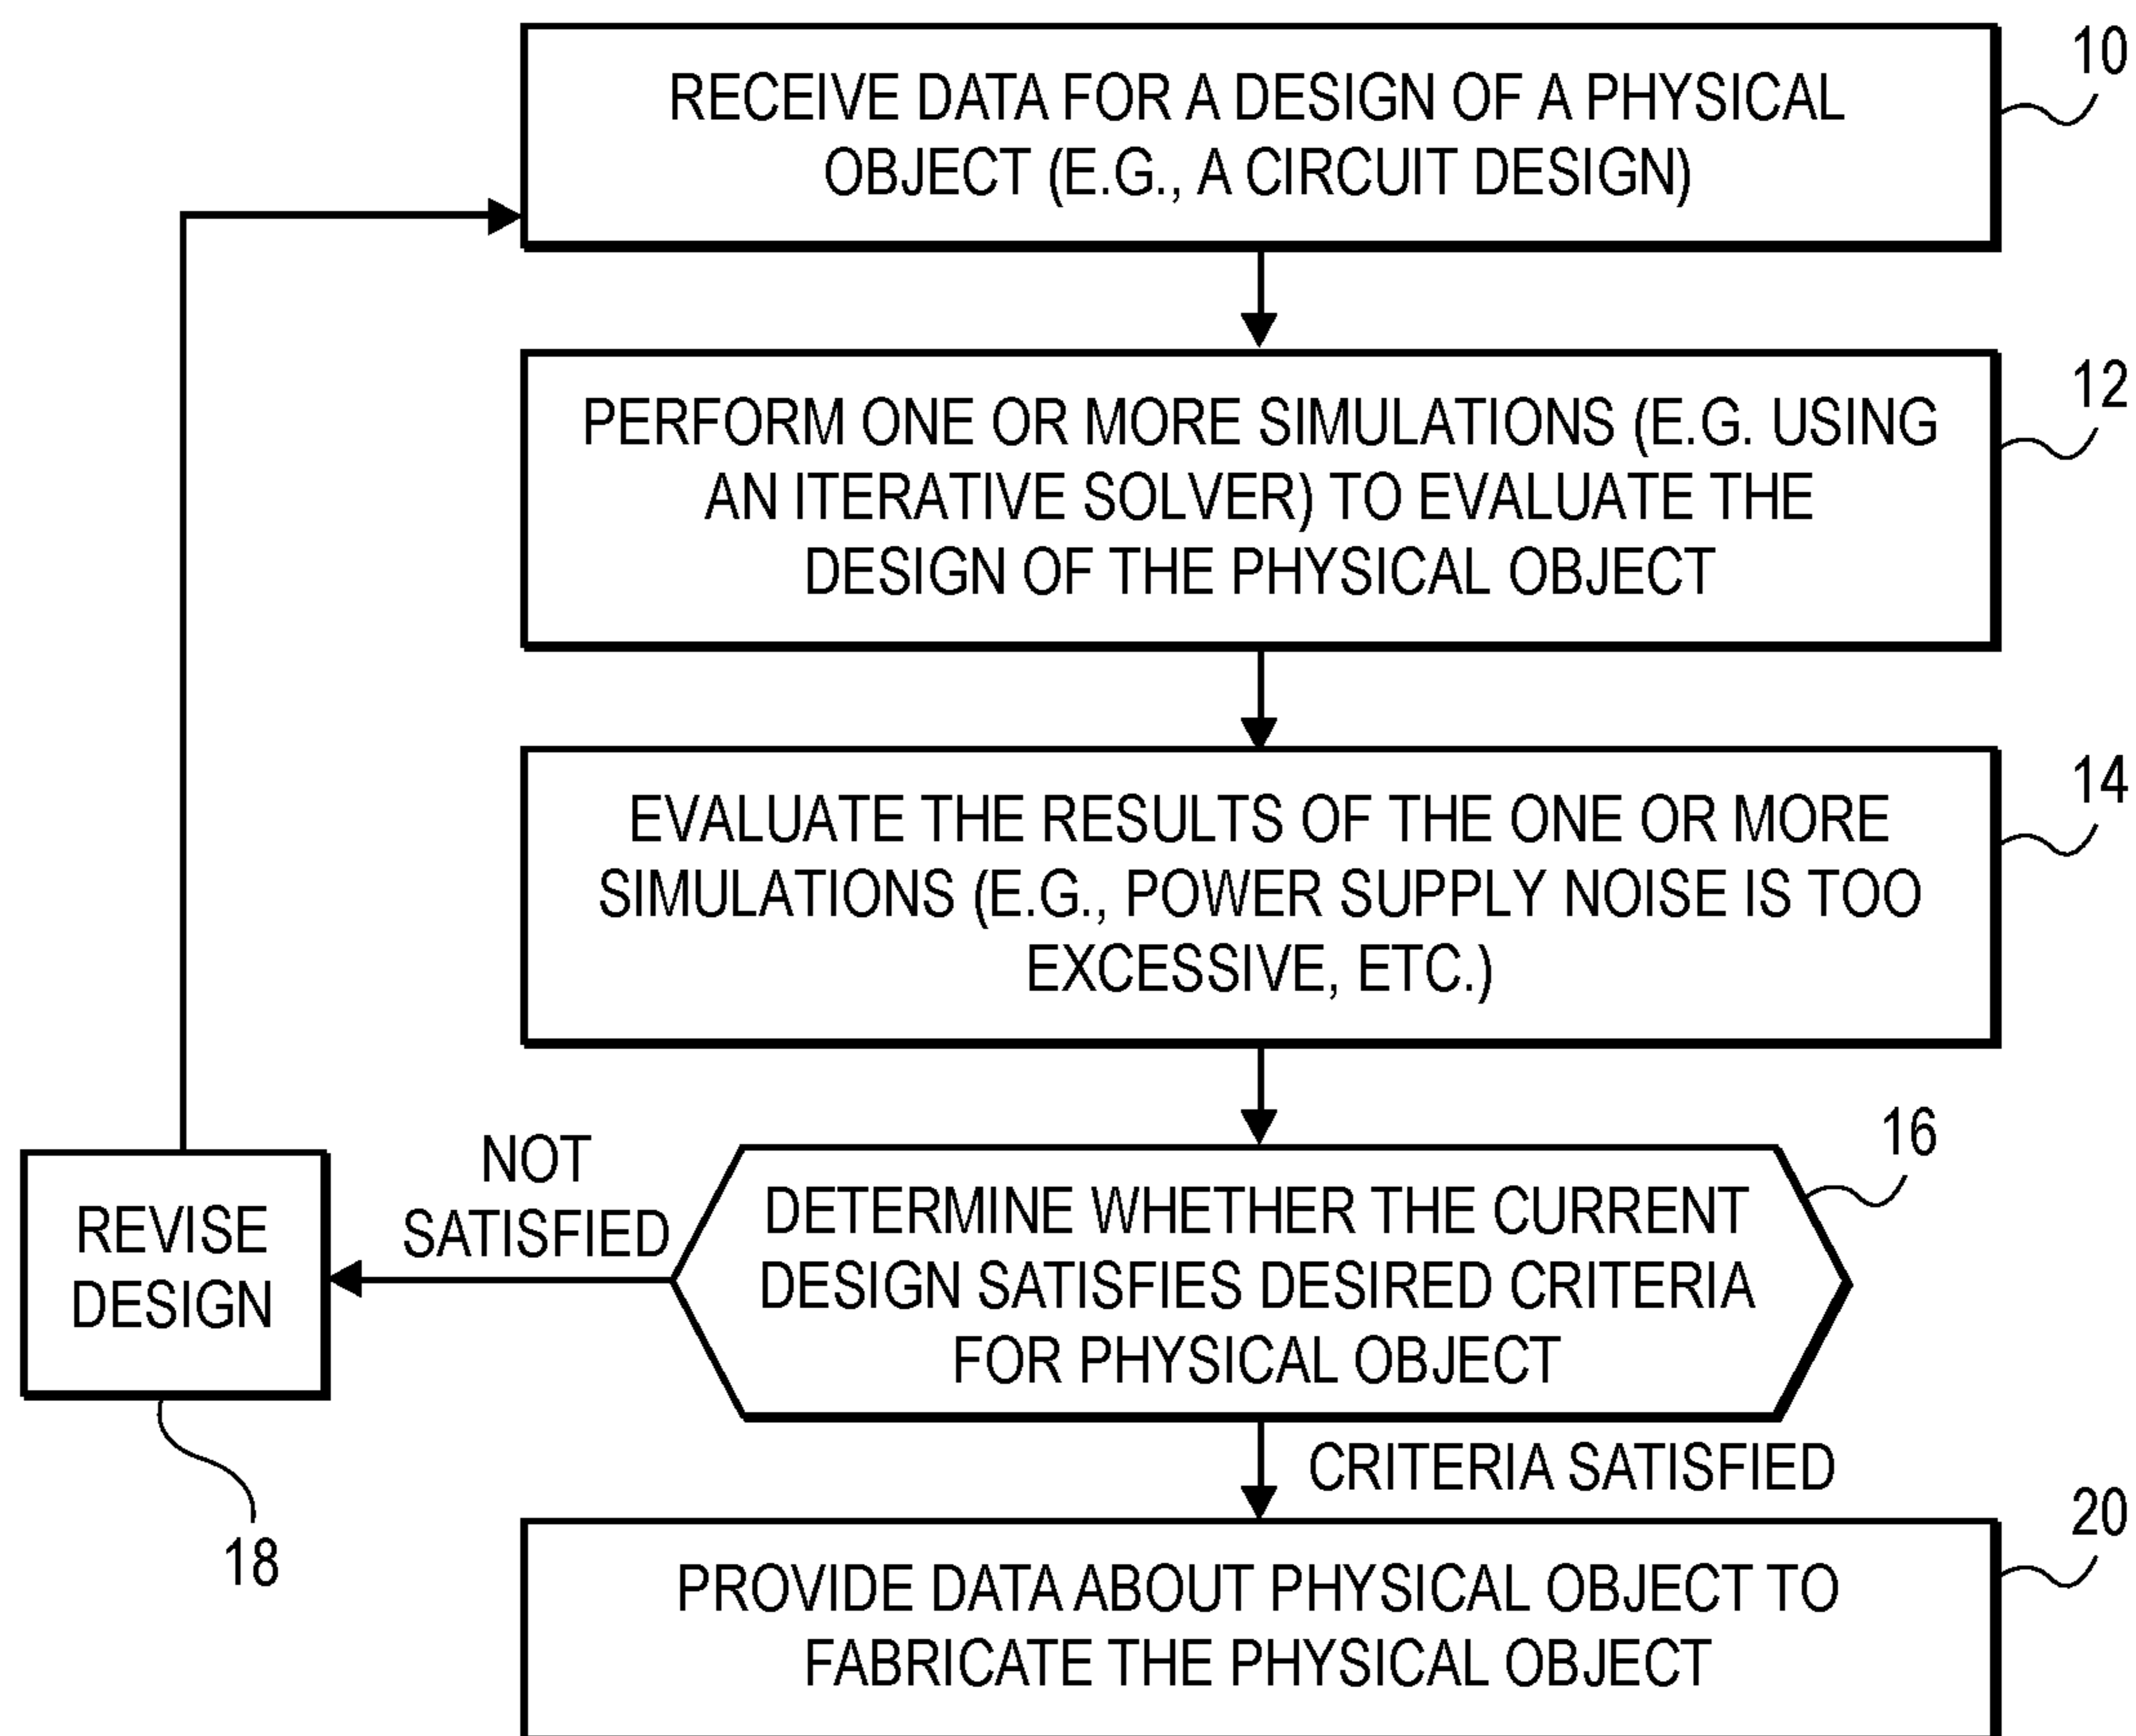 RECEIVE DATA FOR A DESIGN OF A PHYSICAL
OBJECT (E.G., A CIRCUIT DESIGN)
10
PERFORM ONE OR MORE SIMULATIONS (E.G. USING
AN ITERATIVE SOLVER) TO EVALUATE THE
DESIGN OF THE PHYSICAL OBJECT
12
EVALUATE THE RESULTS OF THE ONE OR MORE
SIMULATIONS (E.G., POWER SUPPLY NOISE IS TOO
EXCESSIVE, ETC.)
14
DETERMINE WHETHER THE CURRENT
DESIGN SATISFIES DESIRED CRITERIA
FOR PHYSICAL OBJECT
16
NOT
SATISFIED
REVISE
DESIGN
18
CRITERIA SATISFIED
PROVIDE DATA ABOUT PHYSICAL OBJECT TO
FABRICATE THE PHYSICAL OBJECT
20